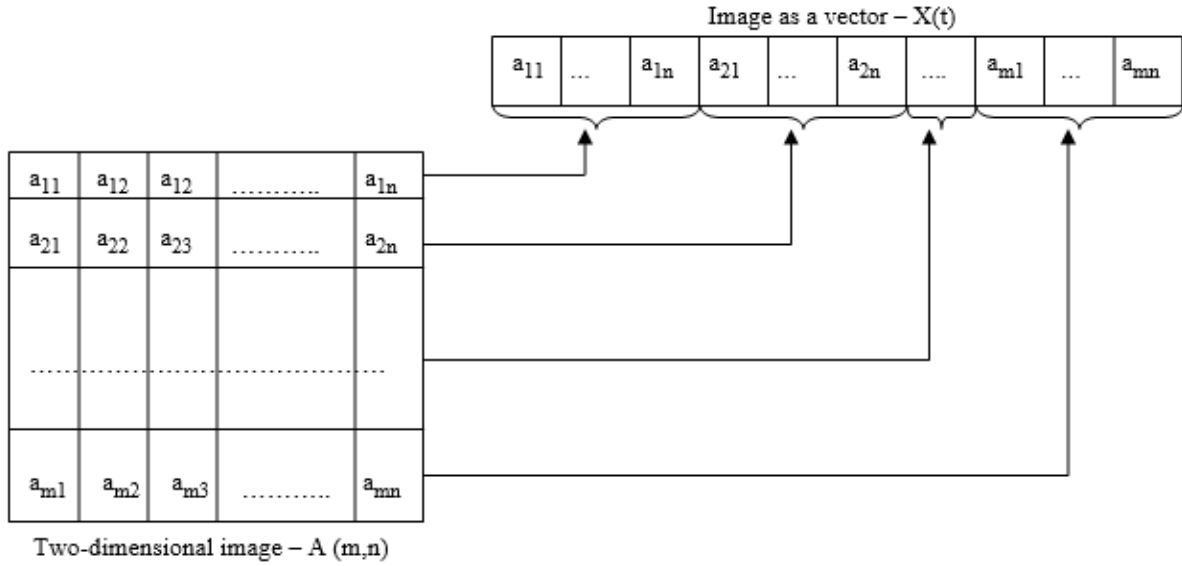 Image as a vector – X(t)
a11 ... a1n a21 ... a2n .... am1 ... amn
a11 a12 a12 ........... a1n
a21 a22 a23 ........... a2n
......................................................
am1 am2 am3 ........... amn
Two-dimensional image – A (m,n)